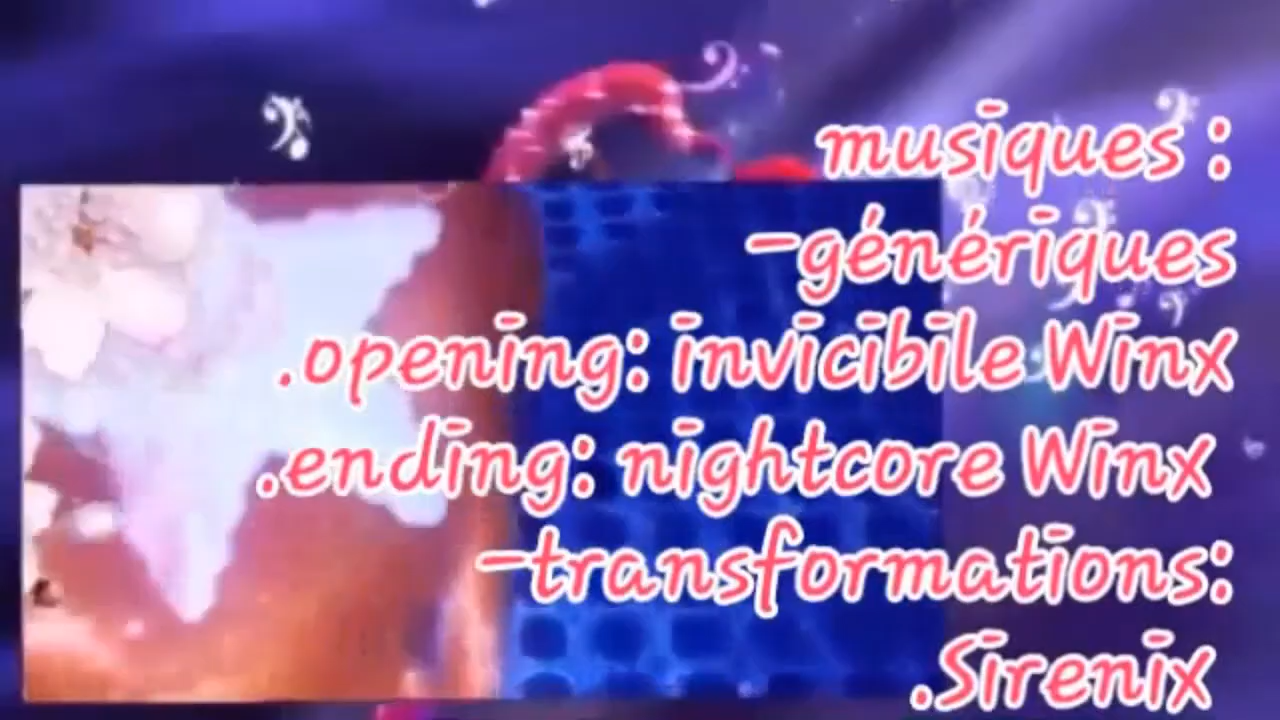 musiques :
-génériques
.opening: invicibile Winx
.ending: nightcore Winx
-transformations:
.Sirenix